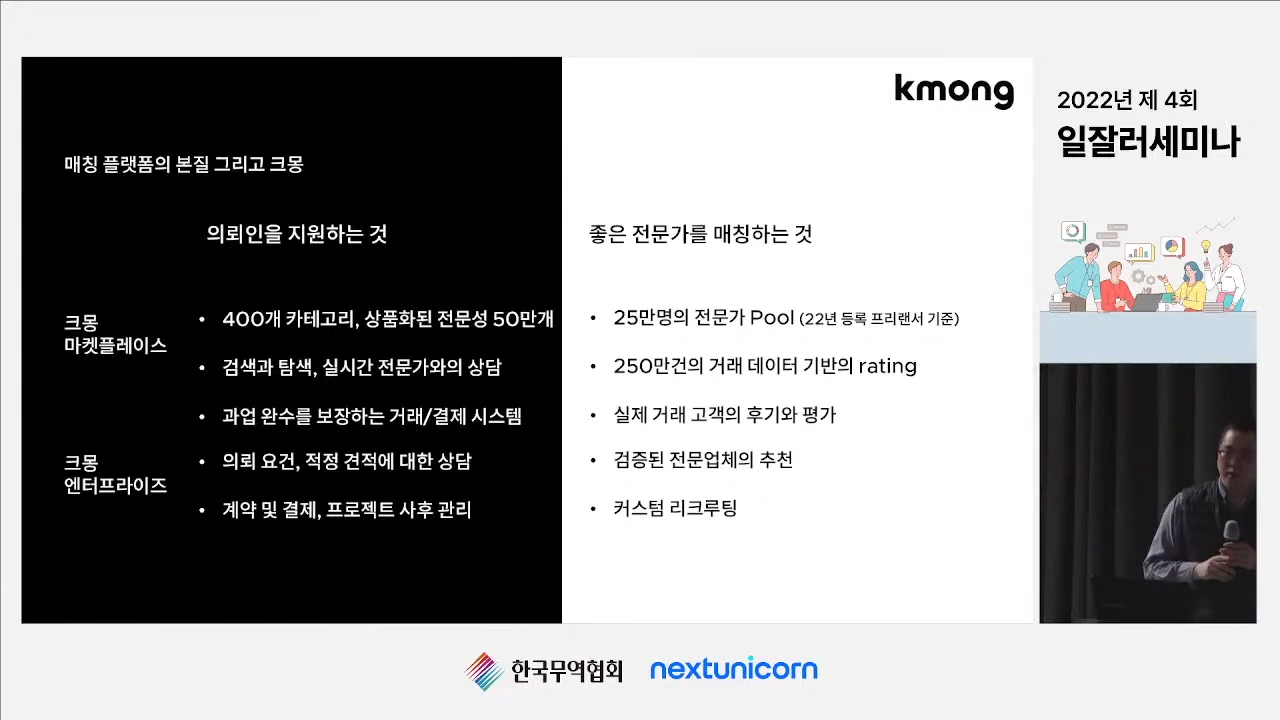 kmong
2022년 제 4회
일잘러세미나
매칭 플랫폼의 본질 그리고 크몽
의뢰인을 지원하는 것
좋은 전문가를 매칭하는 것
크몽
마켓플레이스
• 400개 카테고리, 상품화된 전문성 50만개
• 검색과 탐색, 실시간 전문가와의 상담
• 과업 완수를 보장하는 거래/결제 시스템
• 25만명의 전문가 Pool (22년 등록 프리랜서 기준)
• 250만건의 거래 데이터 기반의 rating
• 실제 거래 고객의 후기와 평가
크몽
엔터프라이즈
• 의뢰 요건, 적정 견적에 대한 상담
• 계약 및 결제, 프로젝트 사후 관리
• 검증된 전문업체의 추천
• 커스텀 리크루팅
한국무역협회
nextunicorn